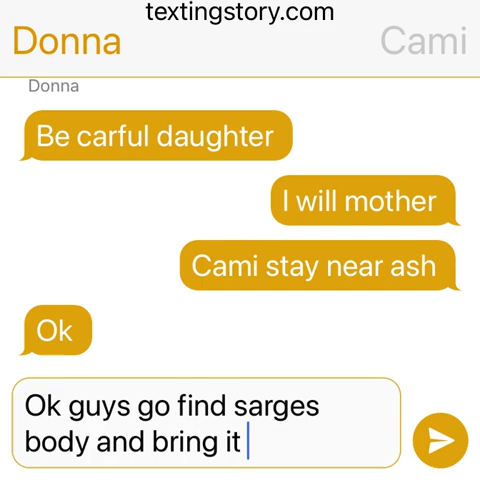 textingstory.com
Donna Cami
Donna
Be carful daughter
I will mother
Cami stay near ash
Ok
Ok guys go find sarges
body and bring it